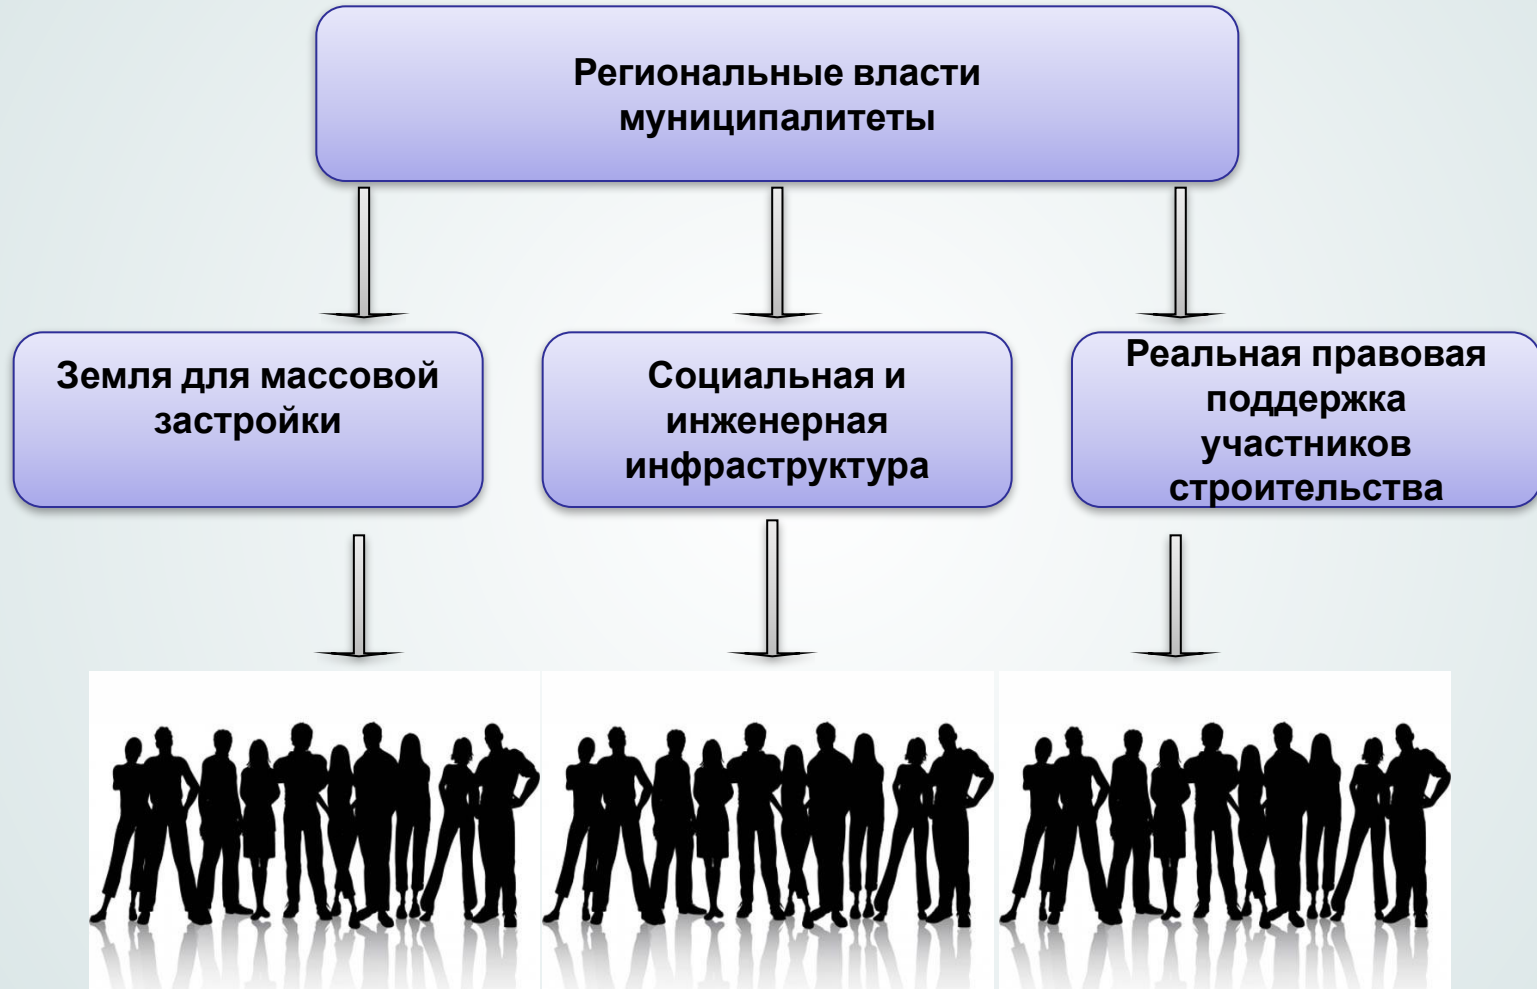 Региональные власти
муниципалитеты
Земля для массовой
застройки
Социальная и
инженерная
инфраструктура
Реальная правовая
поддержка
участников
строительства